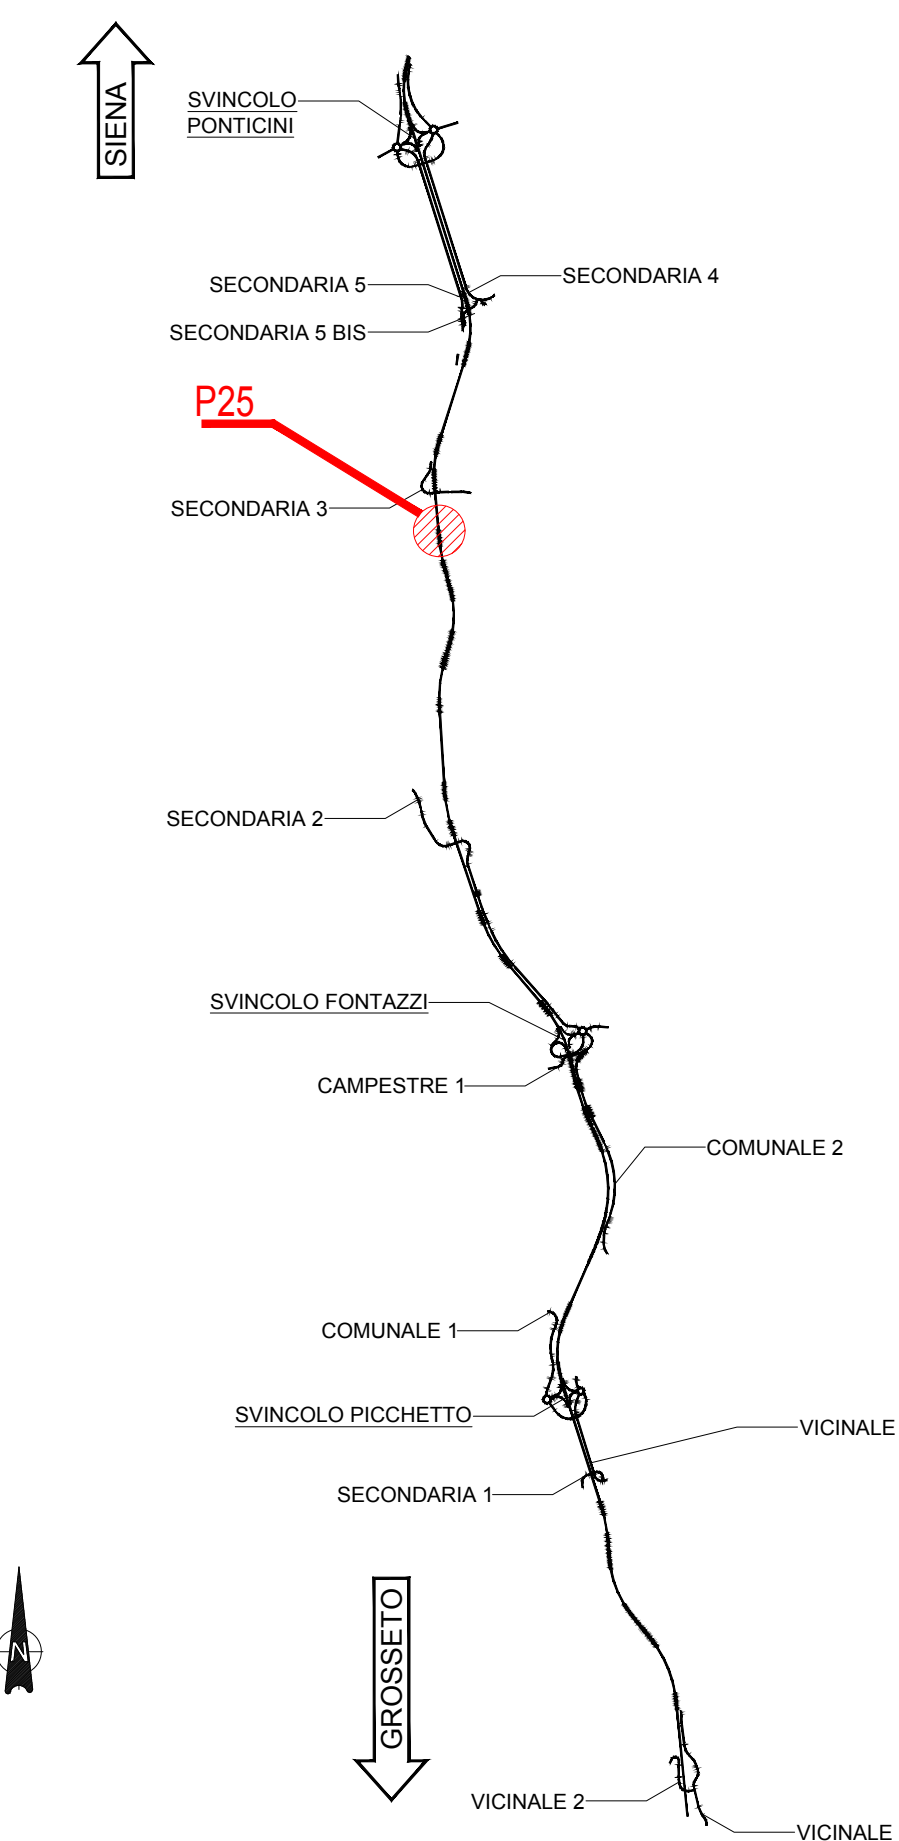 SIENA
SVINCOLO
PONTICINI
SECONDARIA 4
SECONDARIA 5
SECONDARIA 5 BIS
P25
SECONDARIA 3
SECONDARIA 2
SVINCOLO FONTAZZI
CAMPESTRE 1
COMUNALE 2
COMUNALE 1
SVINCOLO PICCHETTO
VICINALE
SECONDARIA 1
GROSSETO
N
VICINALE 2
VICINALE